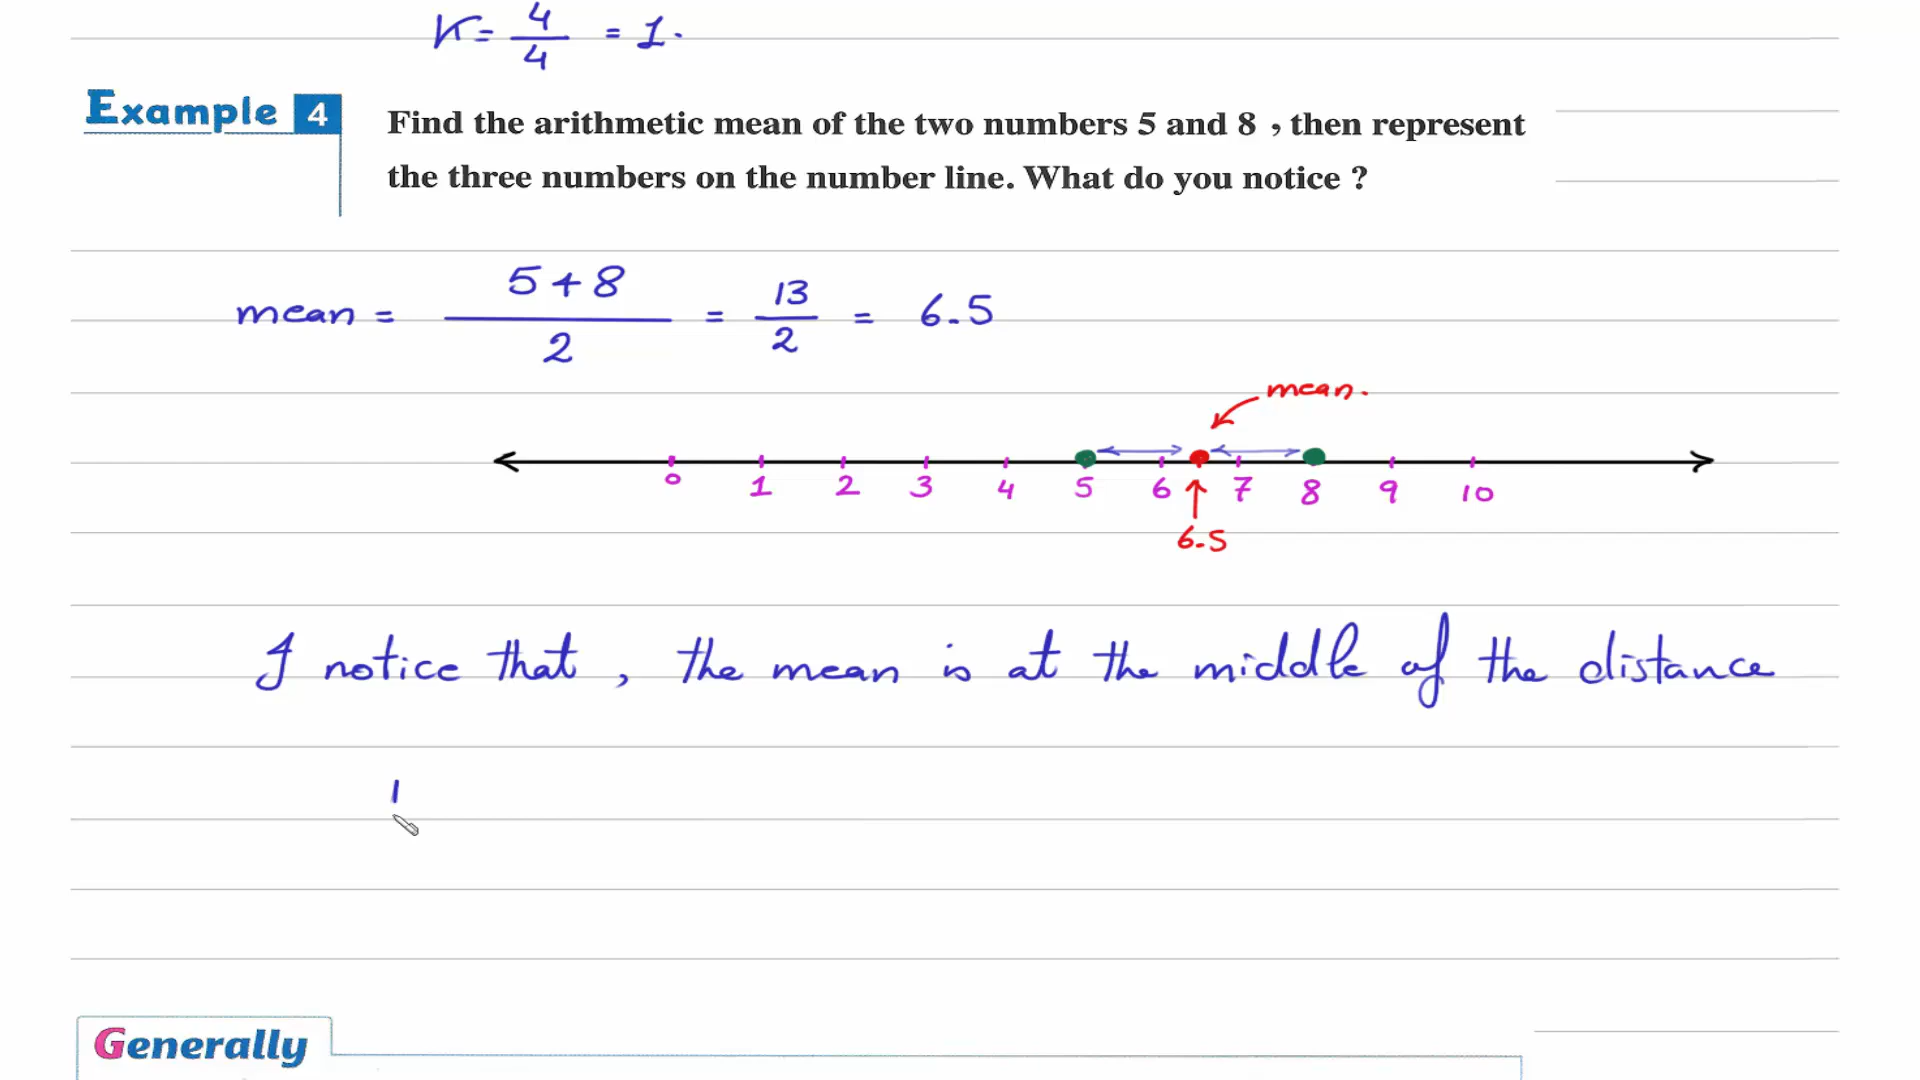 K = 4/4 = 1.
Example 4
Find the arithmetic mean of the two numbers 5 and 8 , then represent
the three numbers on the number line. What do you notice ?
mean = 5+8/2 = 13/2 = 6.5
mean.
0 1 2 3 4 5 6 7 8 9 10
6.5
I notice that , the mean is at the middle of the distance
Generally